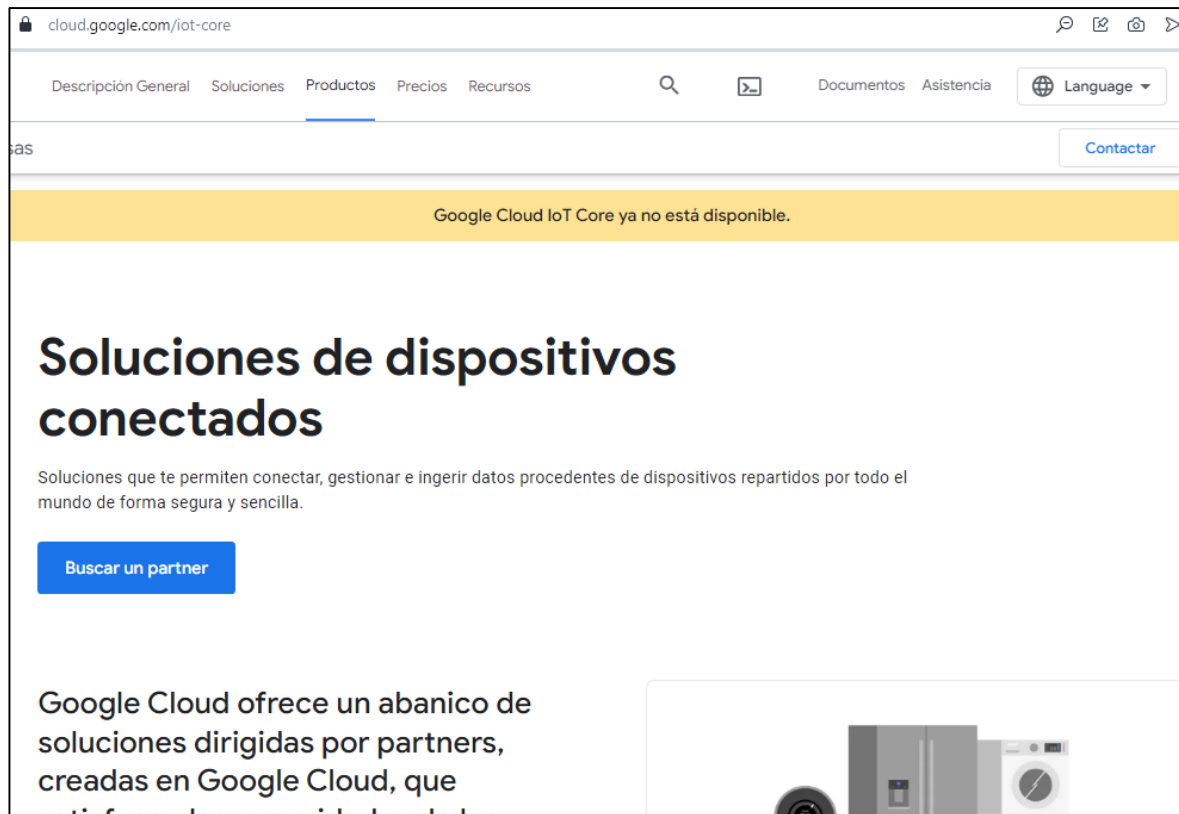 cloud.google.com/iot-core
Descripción General Soluciones Productos Precios Recursos Documentos Asistencia Language
Contactar
Google Cloud IoT Core ya no está disponible.
Soluciones de dispositivos
conectados
Soluciones que te permiten conectar, gestionar e ingerir datos procedentes de dispositivos repartidos por todo el
mundo de forma segura y sencilla.
Buscar un partner
Google Cloud ofrece un abanico de
soluciones dirigidas por partners,
creadas en Google Cloud, que